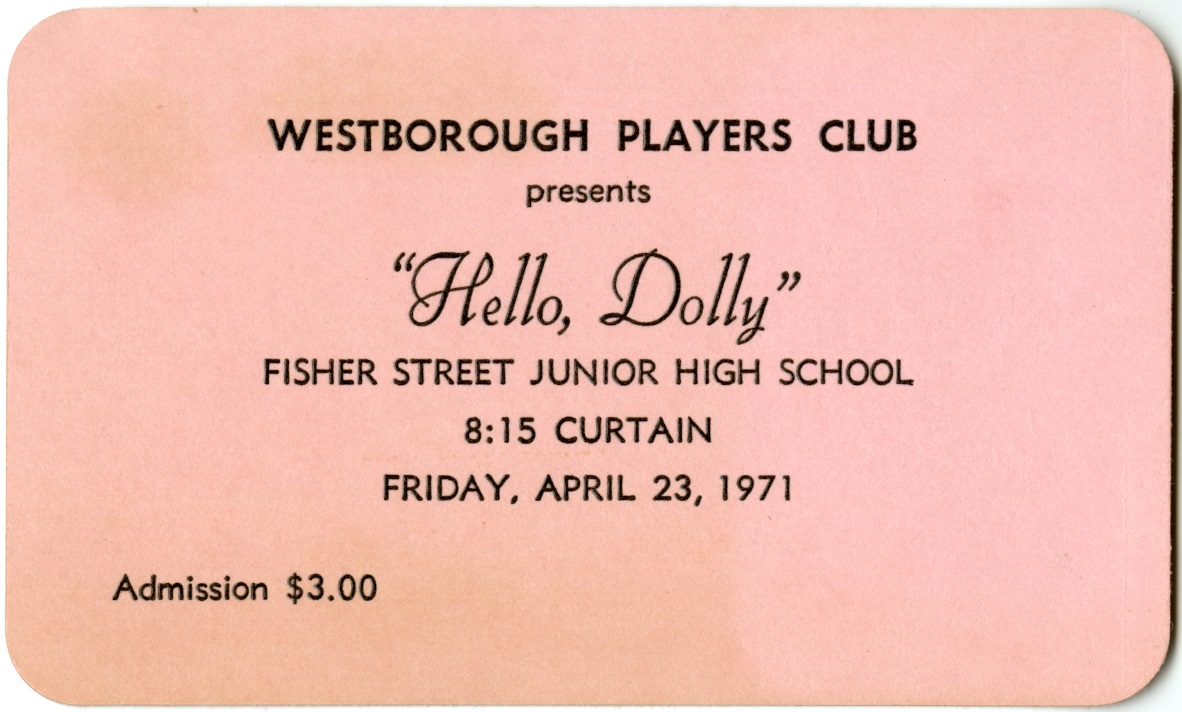 WESTBOROUGH PLAYERS CLUB
presents
“Hello, Dolly”
FISHER STREET JUNIOR HIGH SCHOOL
8:15 CURTAIN
FRIDAY, APRIL 23, 1971
Admission $3.00